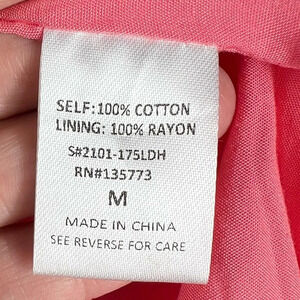 SELF:100% COTTON
LINING: 100% RAYON
S#2101-175LDH
RN#135773
M
MADE IN CHINA
SEE REVERSE FOR CARE